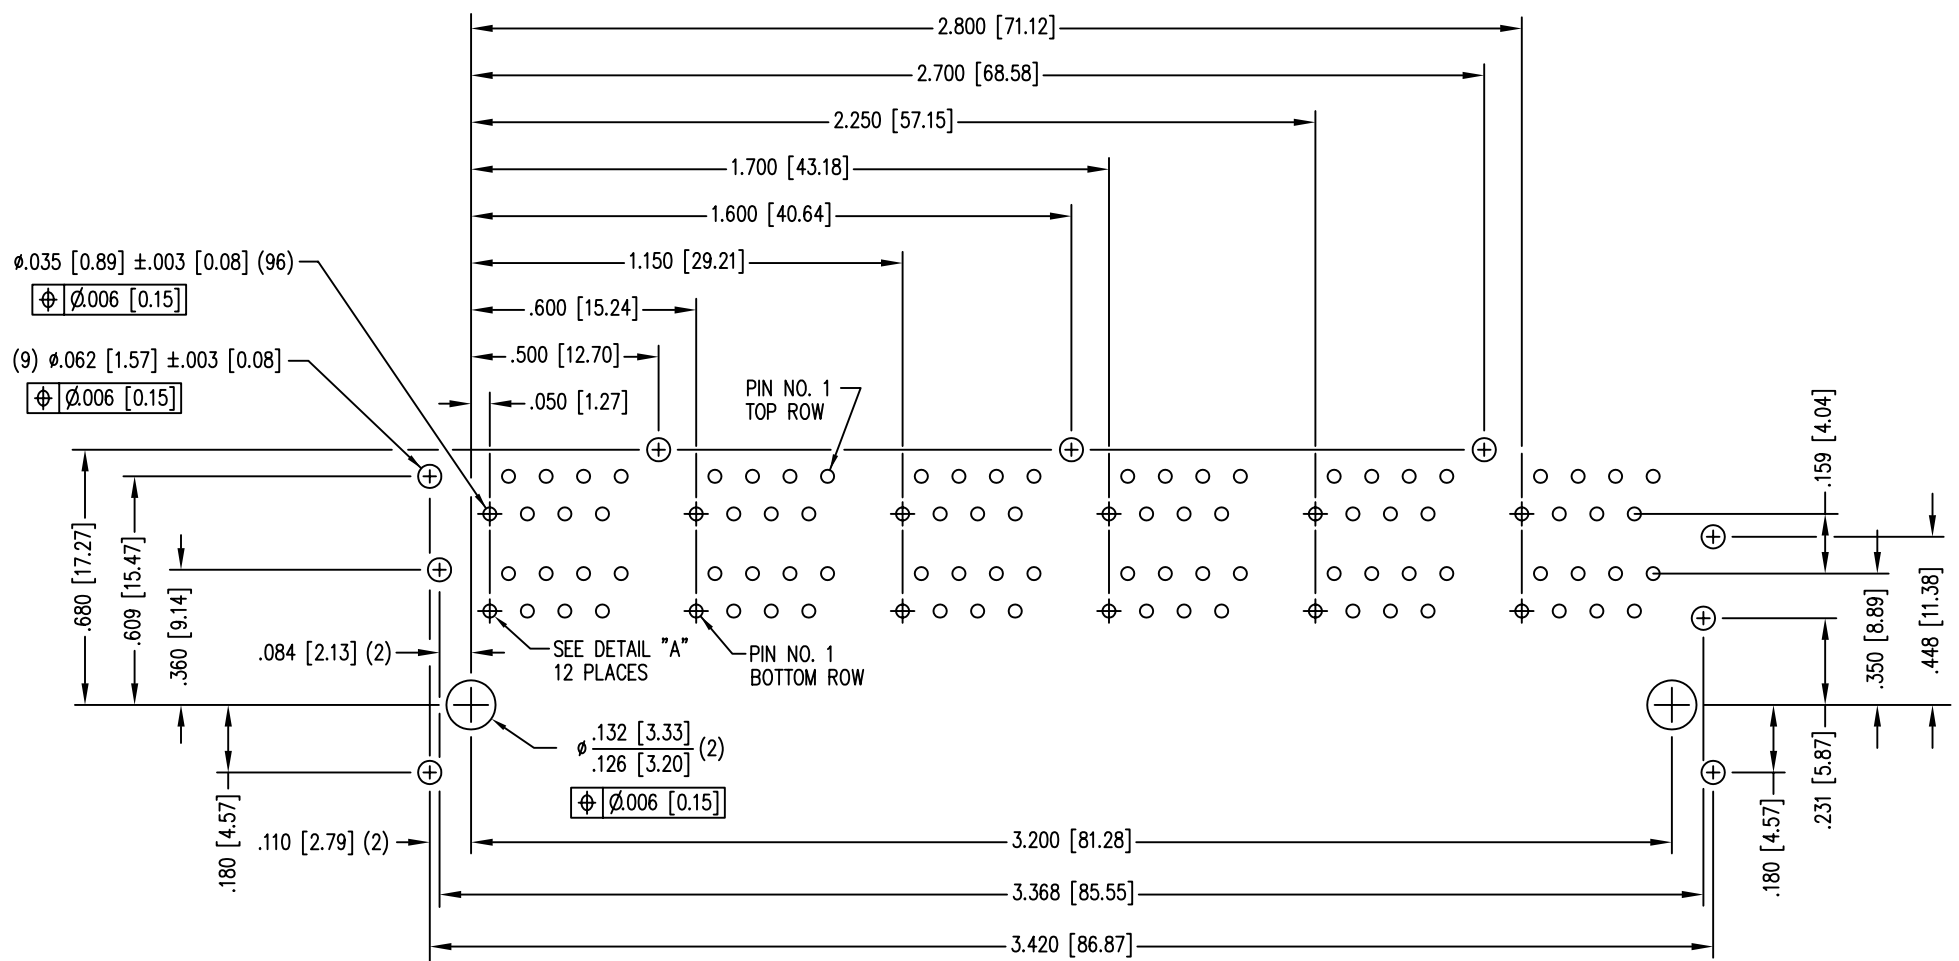 2.800 [71.12]
2.700 [68.58]
2.250 [57.15]
1.700 [43.18]
1.600 [40.64]
ø.035 [0.89] ±.003 [0.08] (96)
1.150 [29.21]
⌖ Ø.006 [0.15]
.600 [15.24]
(9) ø.062 [1.57] ±.003 [0.08]
.500 [12.70]
⌖ Ø.006 [0.15]
.050 [1.27]
PIN NO. 1
TOP ROW
.159 [4.04]
.680 [17.27]
.609 [15.47]
.360 [9.14]
.350 [8.89]
.448 [11.38]
.084 [2.13] (2)
SEE DETAIL "A"
12 PLACES
PIN NO. 1
BOTTOM ROW
ø .132 [3.33] (2)
.126 [3.20]
⌖ Ø.006 [0.15]
.231 [5.87]
.180 [4.57]
.180 [4.57]
.110 [2.79] (2)
3.200 [81.28]
3.368 [85.55]
3.420 [86.87]